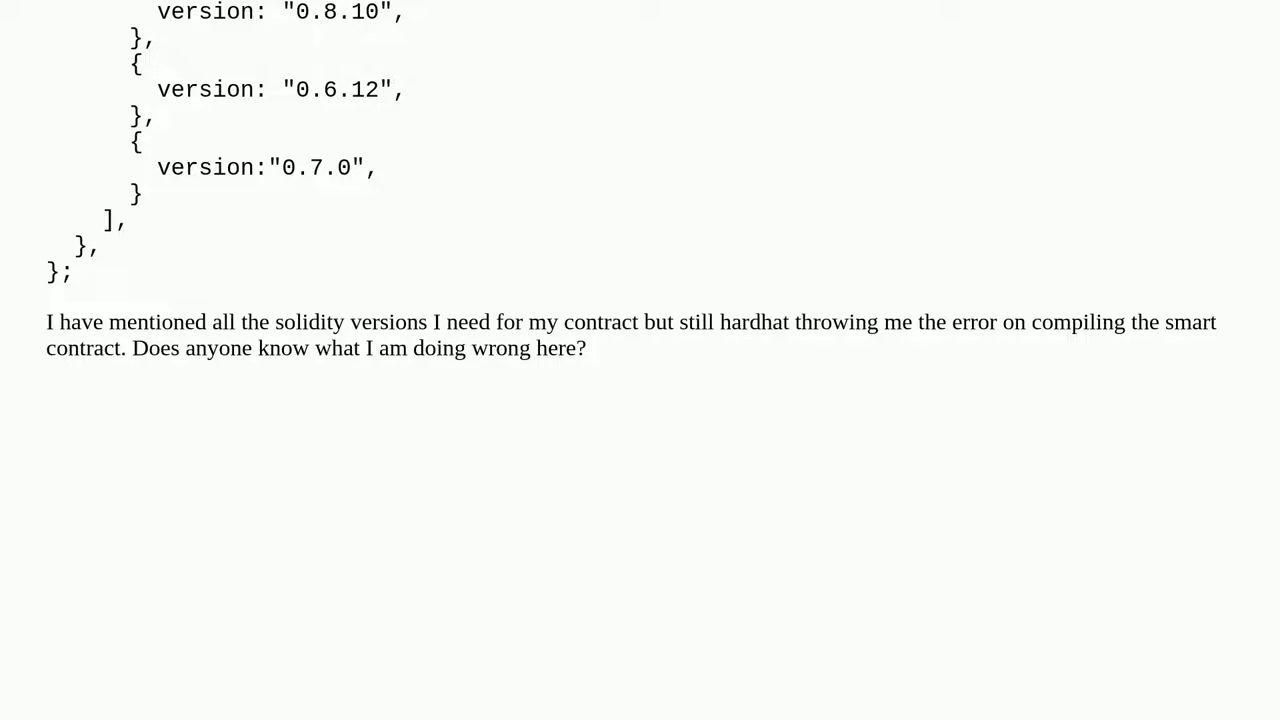 version: "0.8.10",
},
{
version: "0.6.12",
},
{
version:"0.7.0",
}
],
},
};
I have mentioned all the solidity versions I need for my contract but still hardhat throwing me the error on compiling the smart
contract. Does anyone know what I am doing wrong here?